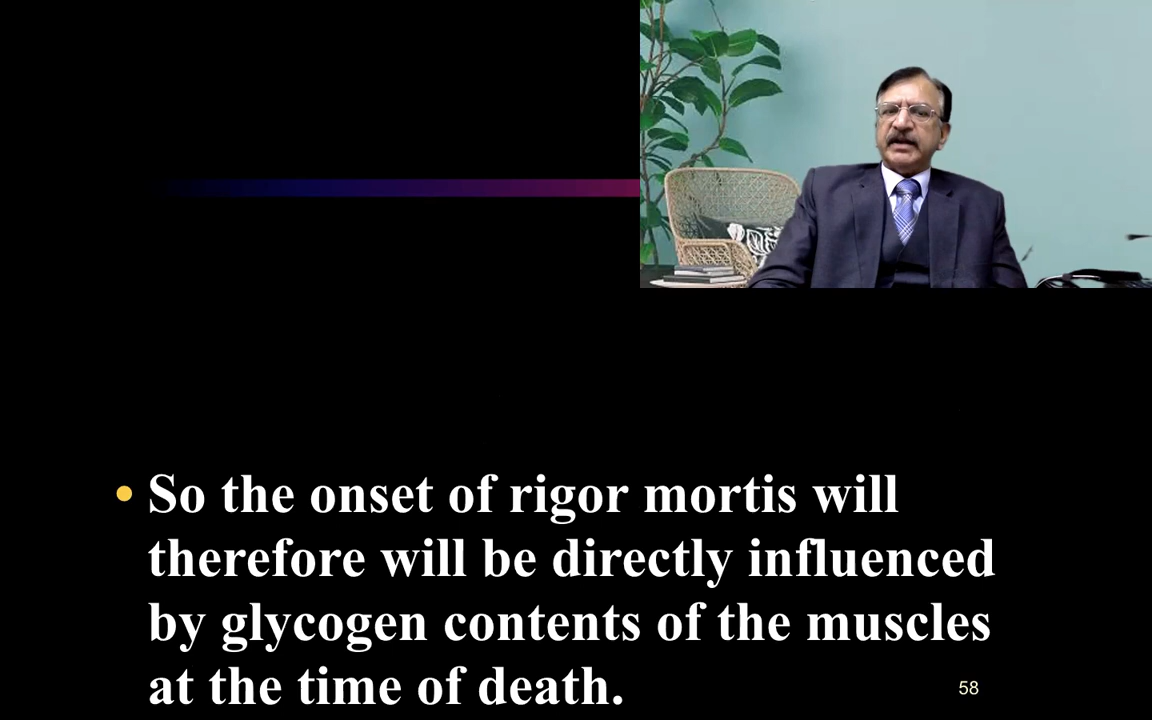 • So the onset of rigor mortis will
therefore will be directly influenced
by glycogen contents of the muscles
at the time of death.
58